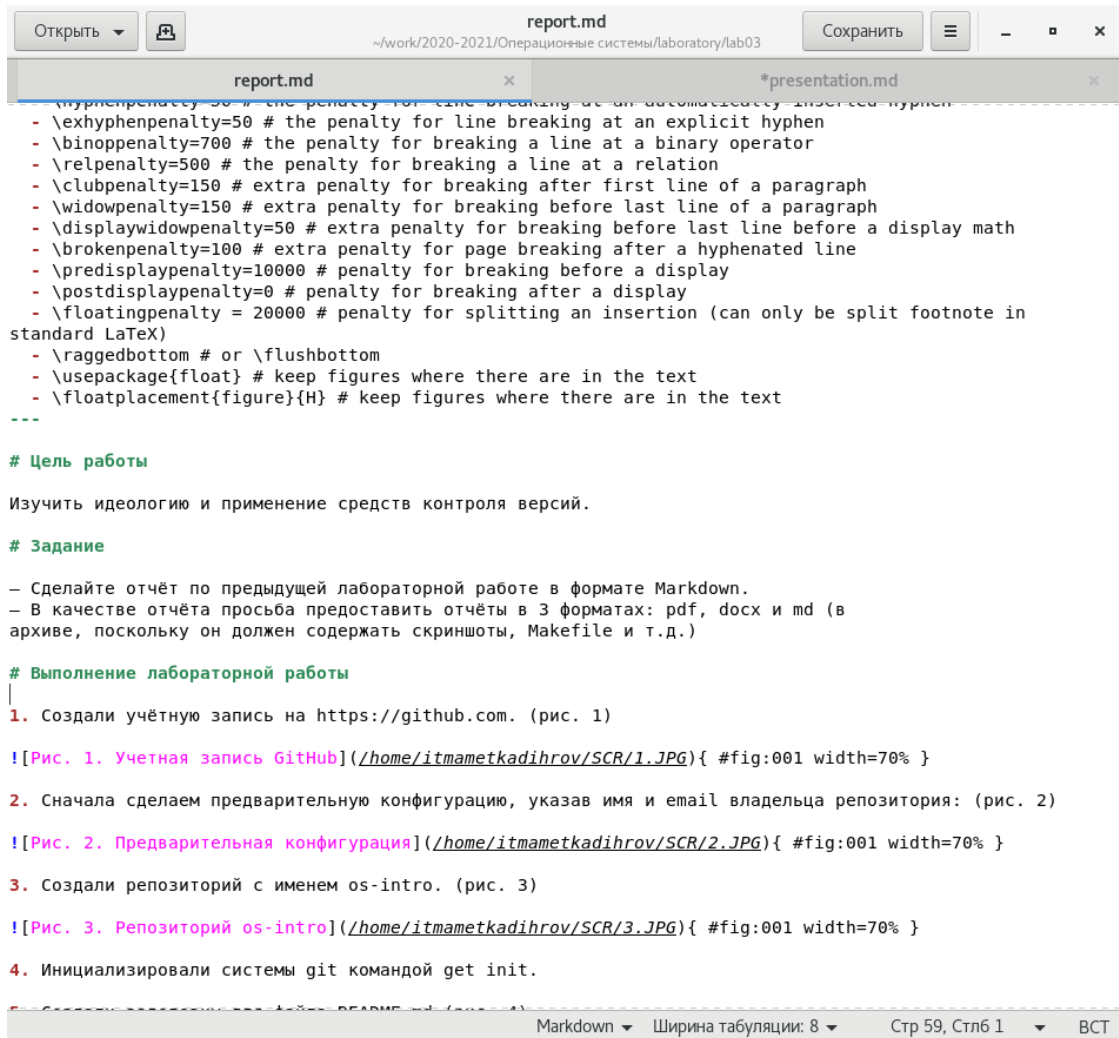 Открыть
report.md
~/work/2020-2021/Операционные системы/laboratory/lab03
Сохранить
report.md
*presentation.md
- \exhyphenpenalty=50 # the penalty for line breaking at an explicit hyphen
- \binoppenalty=700 # the penalty for breaking a line at a binary operator
- \relpenalty=500 # the penalty for breaking a line at a relation
- \clubpenalty=150 # extra penalty for breaking after first line of a paragraph
- \widowpenalty=150 # extra penalty for breaking before last line of a paragraph
- \displaywidowpenalty=50 # extra penalty for breaking before last line before a display math
- \brokenpenalty=100 # extra penalty for page breaking after a hyphenated line
- \predisplaypenalty=10000 # penalty for breaking before a display
- \postdisplaypenalty=0 # penalty for breaking after a display
- \floatingpenalty = 20000 # penalty for splitting an insertion (can only be split footnote in
standard LaTeX)
- \raggedbottom # or \flushbottom
- \usepackage{float} # keep figures where there are in the text
- \floatplacement{figure}{H} # keep figures where there are in the text
---
# Цель работы
Изучить идеологию и применение средств контроля версий.
# Задание
– Сделайте отчёт по предыдущей лабораторной работе в формате Markdown.
– В качестве отчёта просьба предоставить отчёты в 3 форматах: pdf, docx и md (в
архиве, поскольку он должен содержать скриншоты, Makefile и т.д.)
# Выполнение лабораторной работы
1. Создали учётную запись на https://github.com. (рис. 1)
![Рис. 1. Учетная запись GitHub](/home/itmametkadihrov/SCR/1.JPG){ #fig:001 width=70% }
2. Сначала сделаем предварительную конфигурацию, указав имя и email владельца репозитория: (рис. 2)
![Рис. 2. Предварительная конфигурация](/home/itmametkadihrov/SCR/2.JPG){ #fig:001 width=70% }
3. Создали репозиторий с именем os-intro. (рис. 3)
![Рис. 3. Репозиторий os-intro](/home/itmametkadihrov/SCR/3.JPG){ #fig:001 width=70% }
4. Инициализировали системы git командой get init.
Markdown
Ширина табуляции: 8
Стр 59, Стлб 1
ВСТ